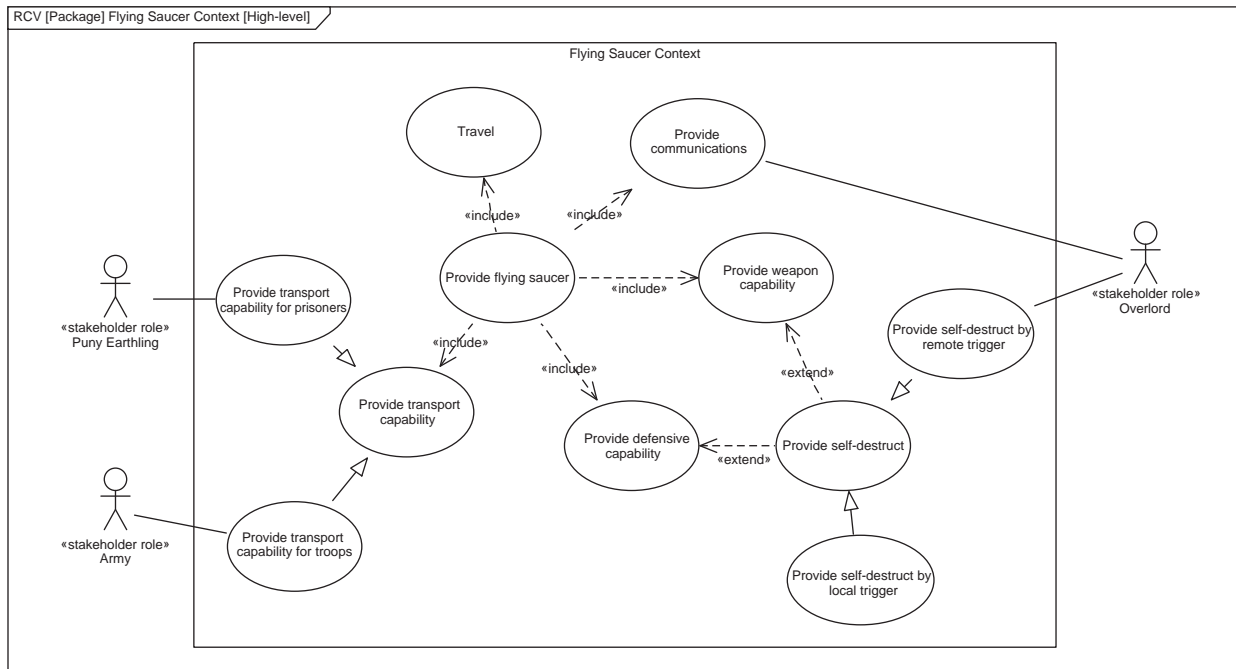 RCV [Package] Flying Saucer Context [High-level]
Flying Saucer Context
Travel
Provide
communications
«include»
«include»
Provide flying saucer
«include»
Provide weapon
capability
«stakeholder role»
Overlord
Provide transport
capability for prisoners
«stakeholder role»
Puny Earthling
«include»
«include»
Provide self-destruct by
remote trigger
«extend»
Provide transport
capability
Provide defensive
capability
«extend»
Provide self-destruct
«stakeholder role»
Army
Provide transport
capability for troops
Provide self-destruct by
local trigger